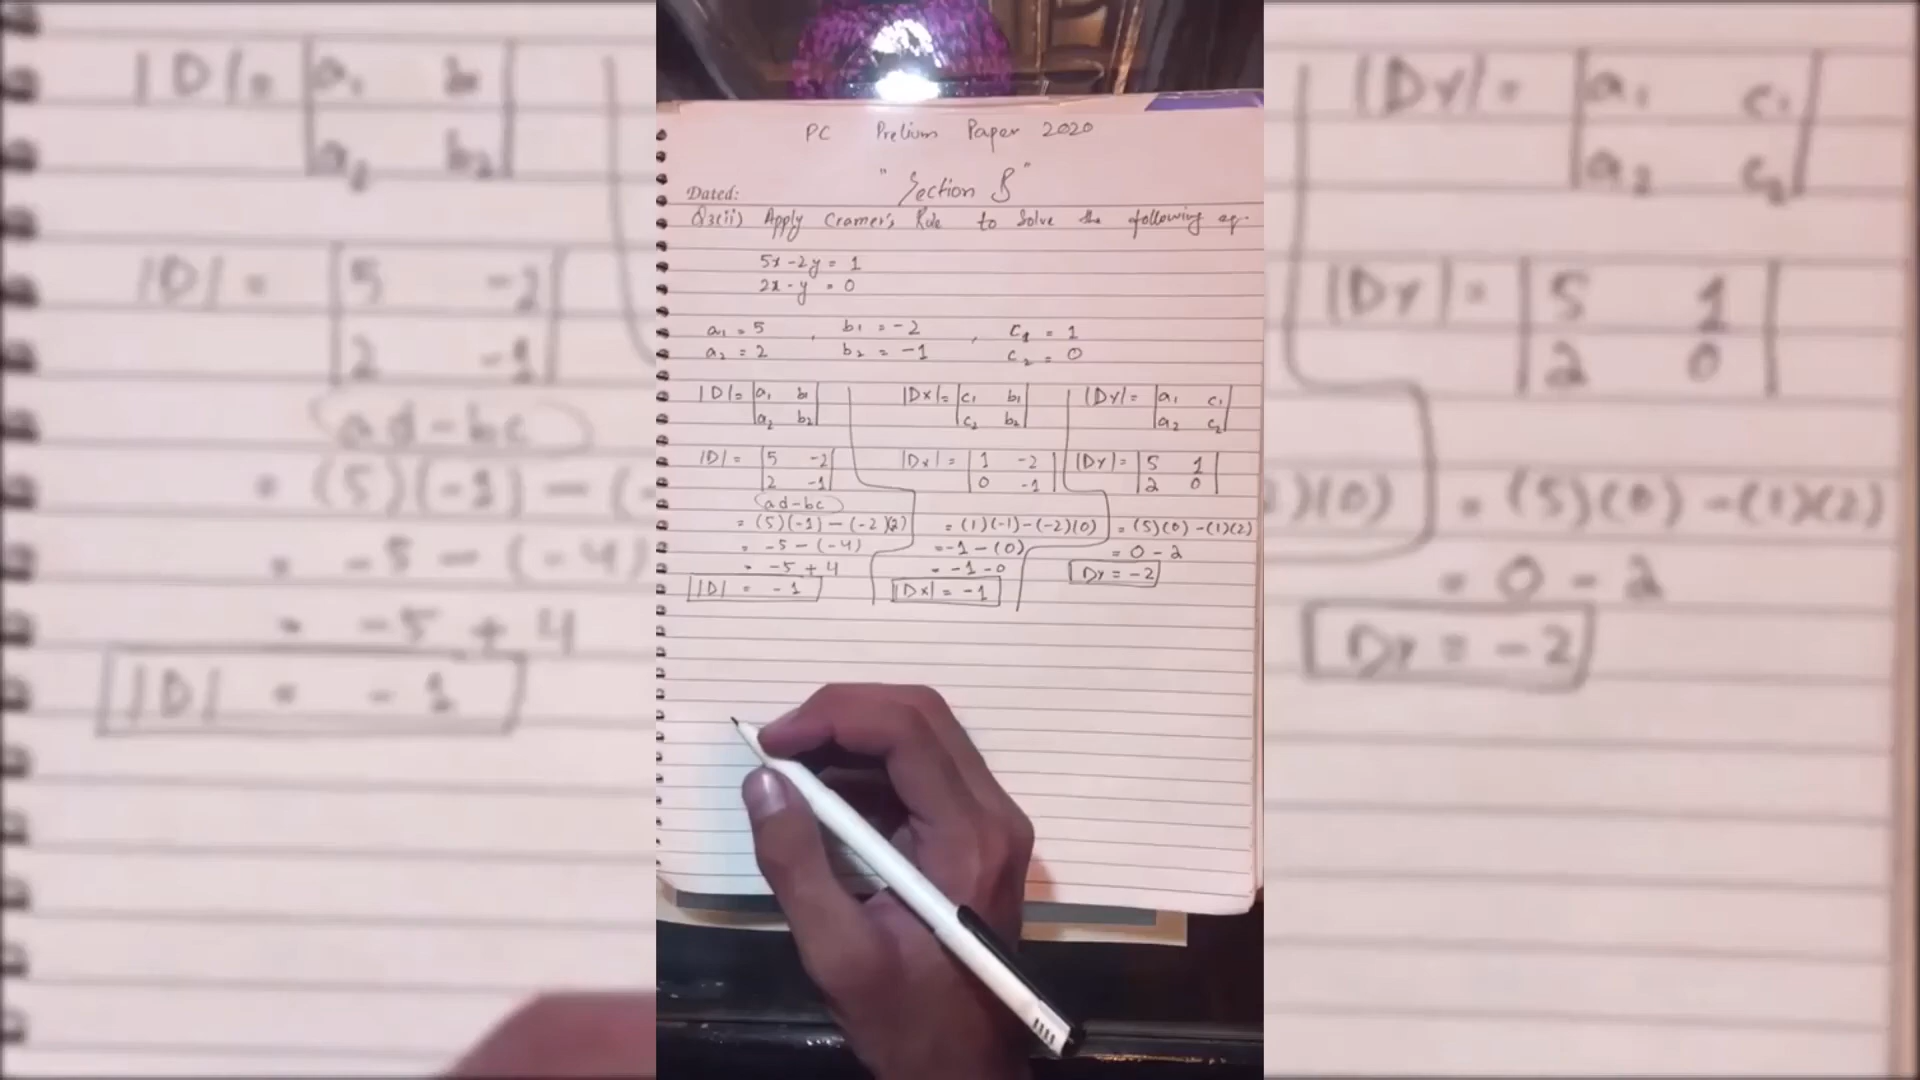 PC Prelium Paper 2020
"Section B"
Dated:
Q3(ii) Apply Cramer's Rule to Solve the following eq.
5x - 2y = 1
2x - y = 0
a1 = 5 , b1 = -2 , C1 = 1
a2 = 2 b2 = -1 C2 = 0
|D| = |a1 b1| |Dx| = |c1 b1| |Dy| = |a1 c1|
|a2 b2| |c2 b2| |a2 c2|
|D| = |5 -2| |Dx| = |1 -2| |Dy| = |5 1|
|2 -1| |0 -1| |2 0|
ad-bc
= (5)(-1) - (-2)(2) = (1)(-1) - (-2)(0) = (5)(0) - (1)(2)
= -5 - (-4) = -1 - (0) = 0 - 2
= -5 + 4 = -1 - 0 Dy = -2
|D| = -1 |Dx| = -1